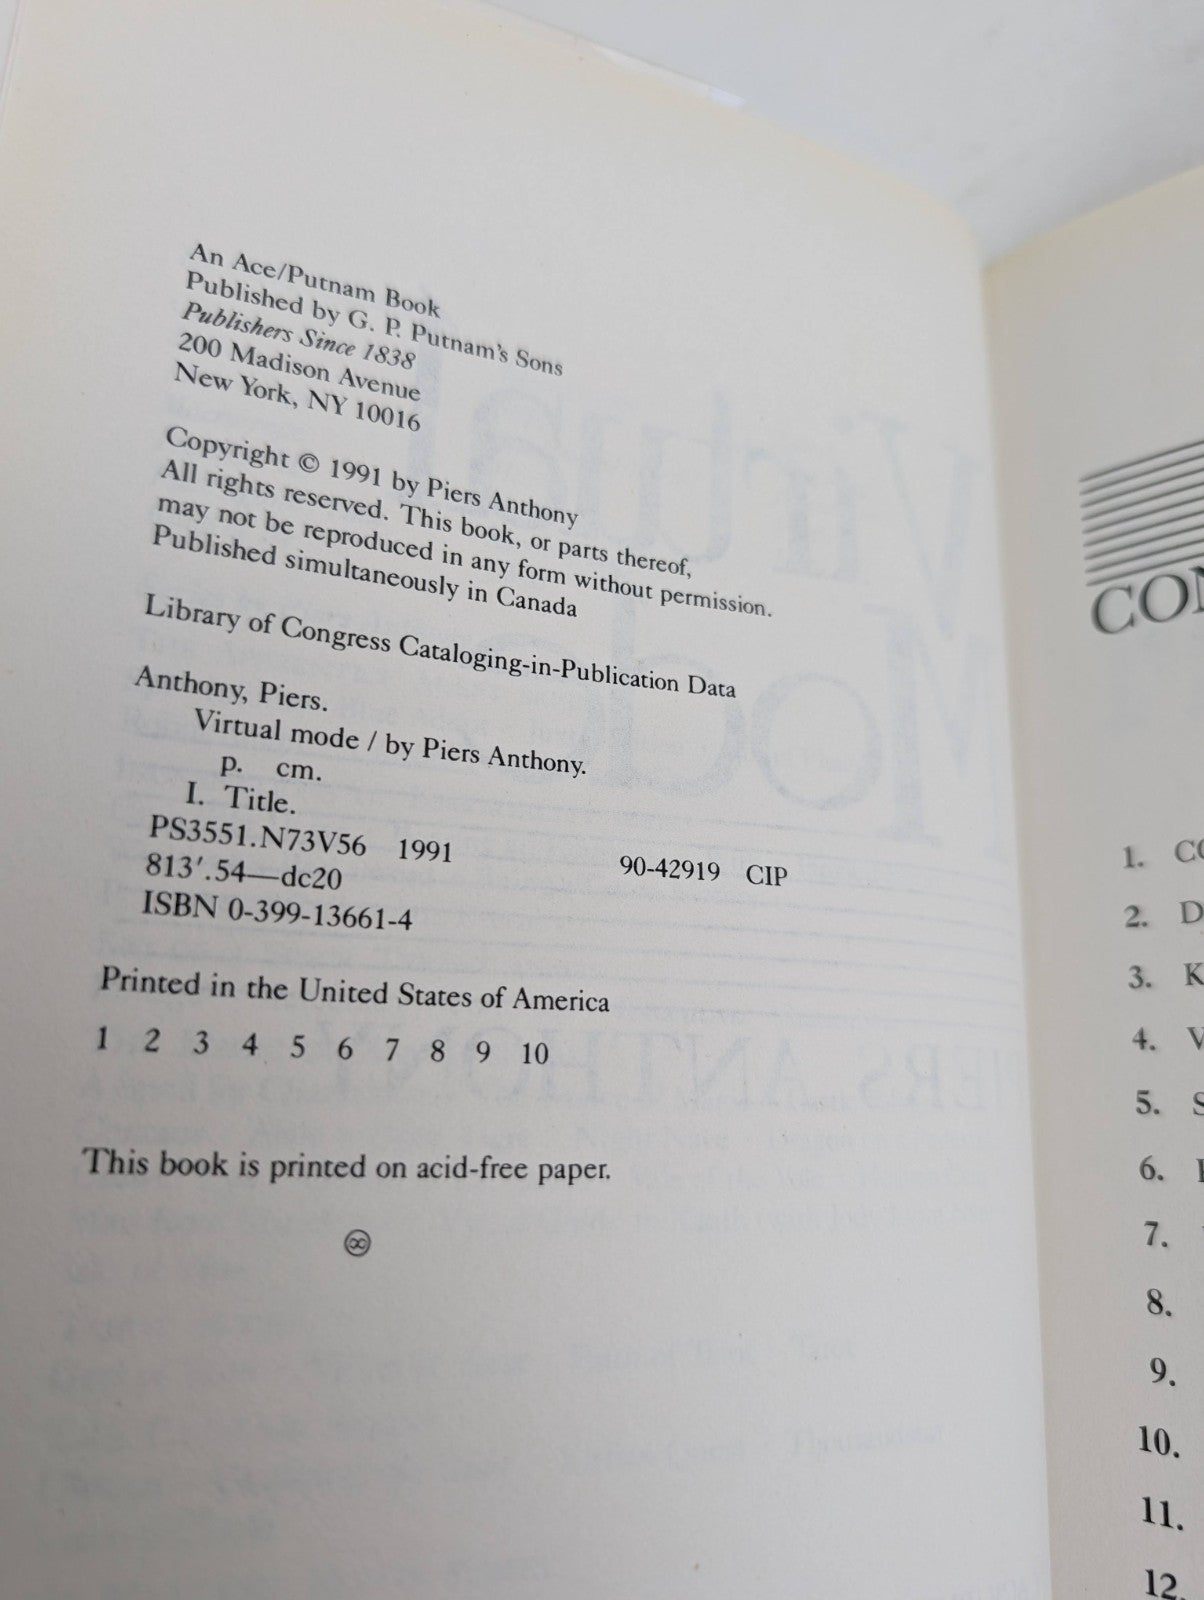 An Ace/Putnam Book
Published by G. P. Putnam's Sons
Publishers Since 1838
200 Madison Avenue
New York, NY 10016
Copyright © 1991 by Piers Anthony
All rights reserved. This book, or parts thereof,
may not be reproduced in any form without permission.
Published simultaneously in Canada
Library of Congress Cataloging-in-Publication Data
Anthony, Piers.
Virtual mode / by Piers Anthony.
p. cm.
I. Title.
PS3551.N73V56 1991 90-42919 CIP
813′.54—dc20
ISBN 0-399-13661-4
Printed in the United States of America
1 2 3 4 5 6 7 8 9 10
This book is printed on acid-free paper.
♾
1.
2.
3.
4.
5.
6.
7.
8.
9.
10.
11.
12.